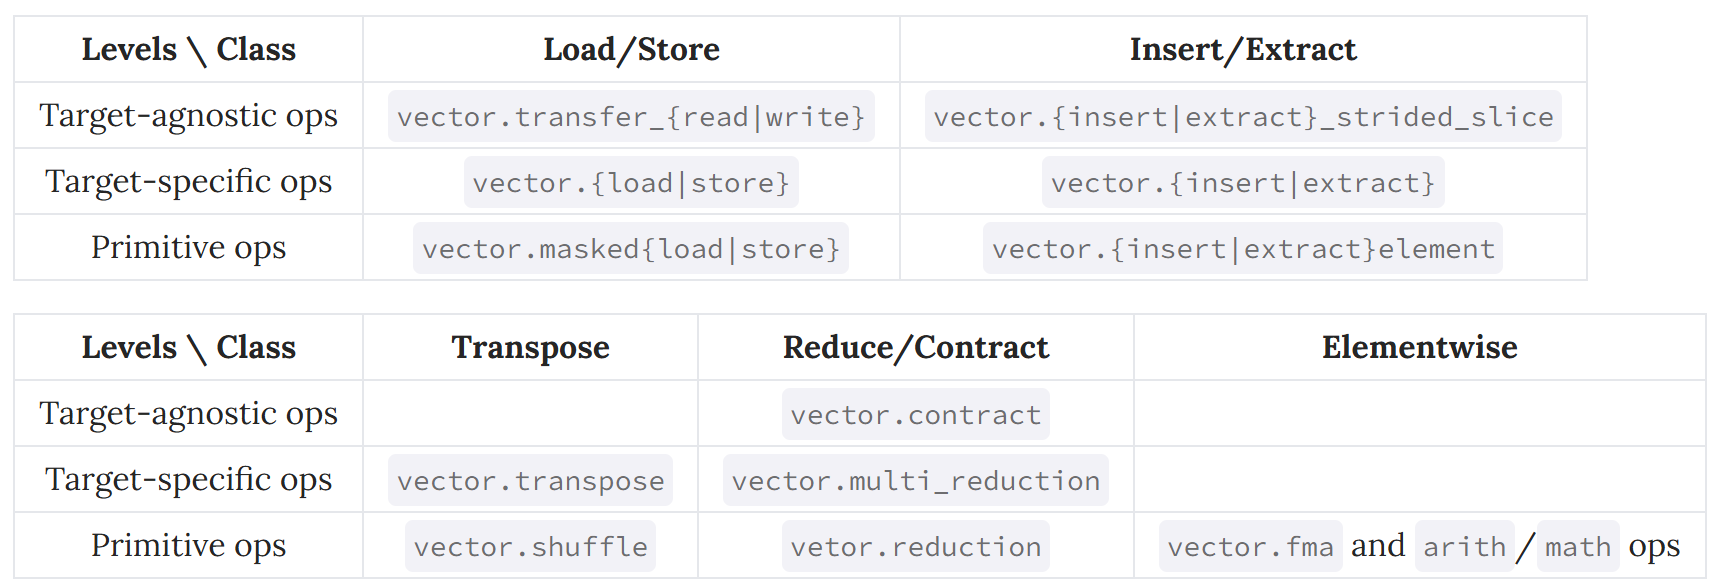 Levels \ Class Load/Store Insert/Extract
Target-agnostic ops vector.transfer_{read|write} vector.{insert|extract}_strided_slice
Target-specific ops vector.{load|store} vector.{insert|extract}
Primitive ops vector.masked{load|store} vector.{insert|extract}element
Levels \ Class Transpose Reduce/Contract Elementwise
Target-agnostic ops vector.contract
Target-specific ops vector.transpose vector.multi_reduction
Primitive ops vector.shuffle vetor.reduction vector.fma and arith/math ops